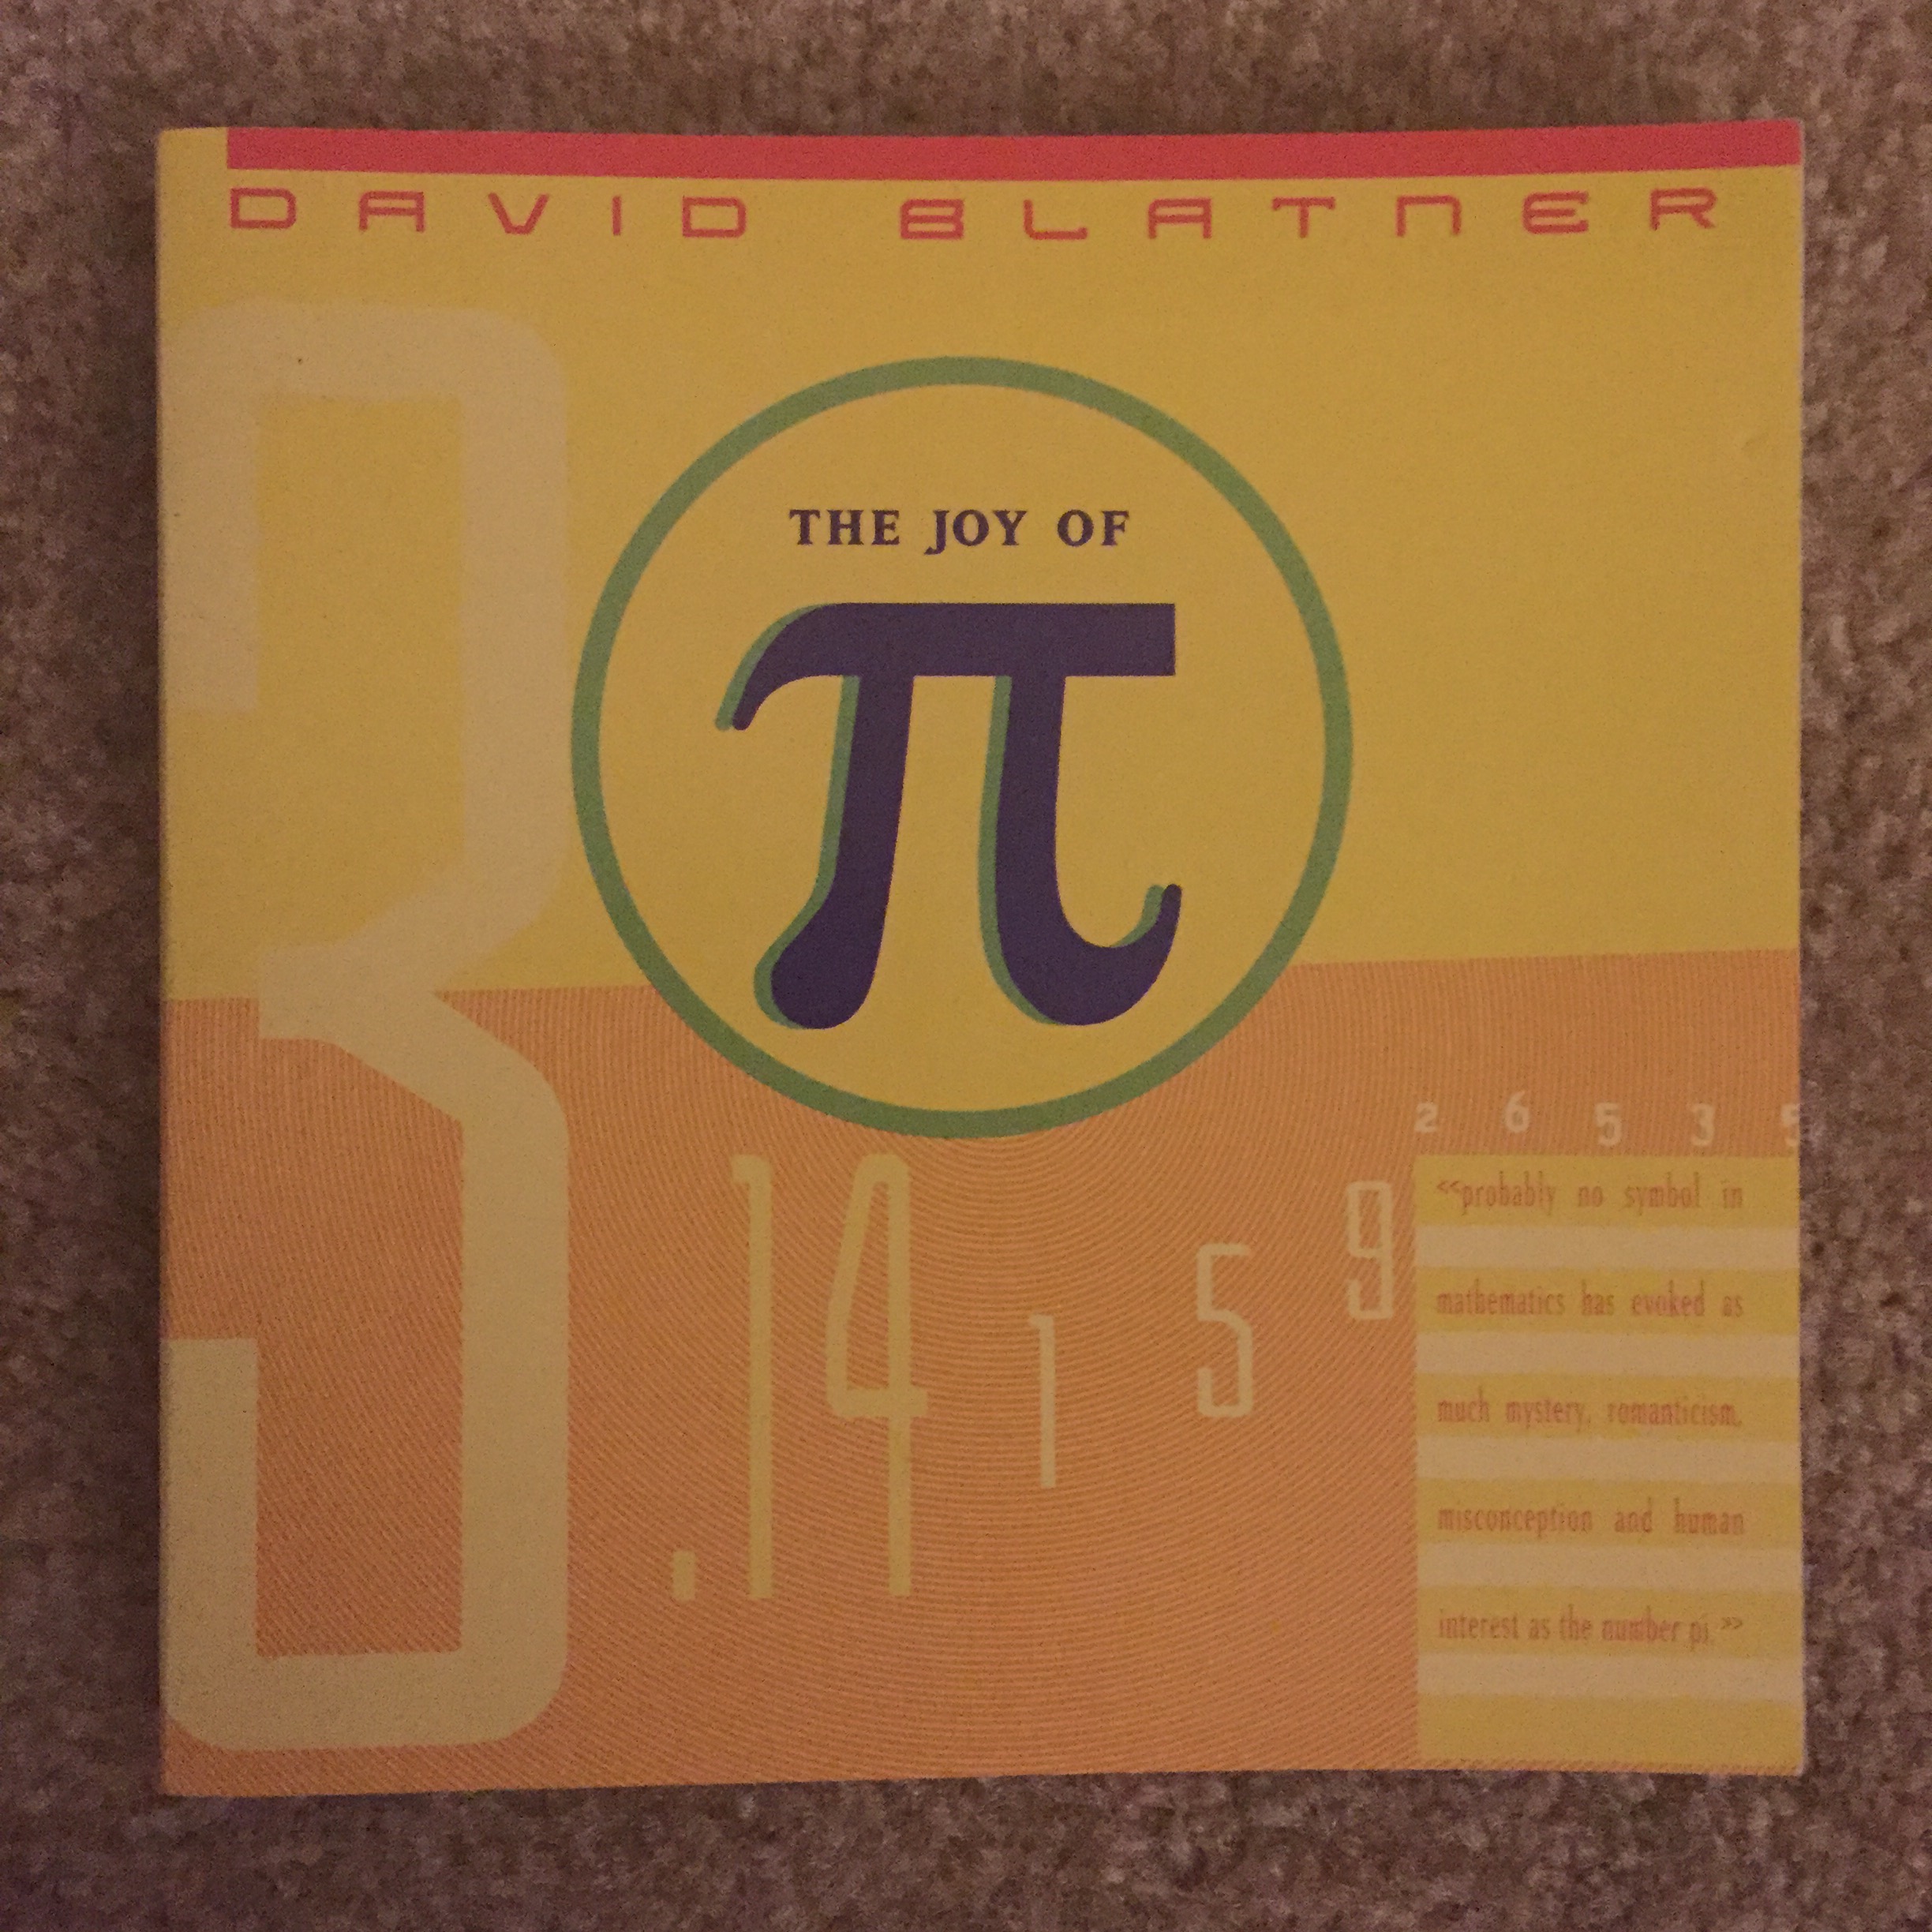 DAVID BLATNER
THE JOY OF
π
3.14159
2 6 5 3 5
«probably no symbol in
mathematics has evoked as
much mystery, romanticism,
misconception and human
interest as the number pi.»